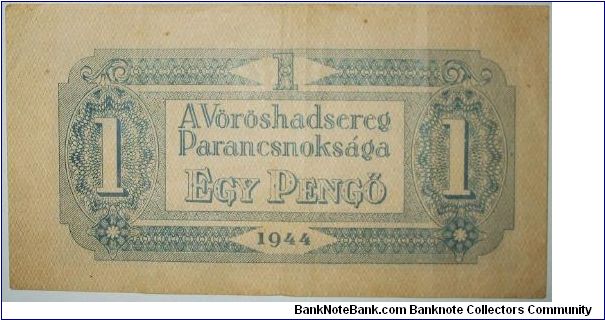 1
A Vöröshadsereg
Parancsnoksága
1 1
EGY PENGŐ
1944
BankNoteBank.com Banknote Collectors Community